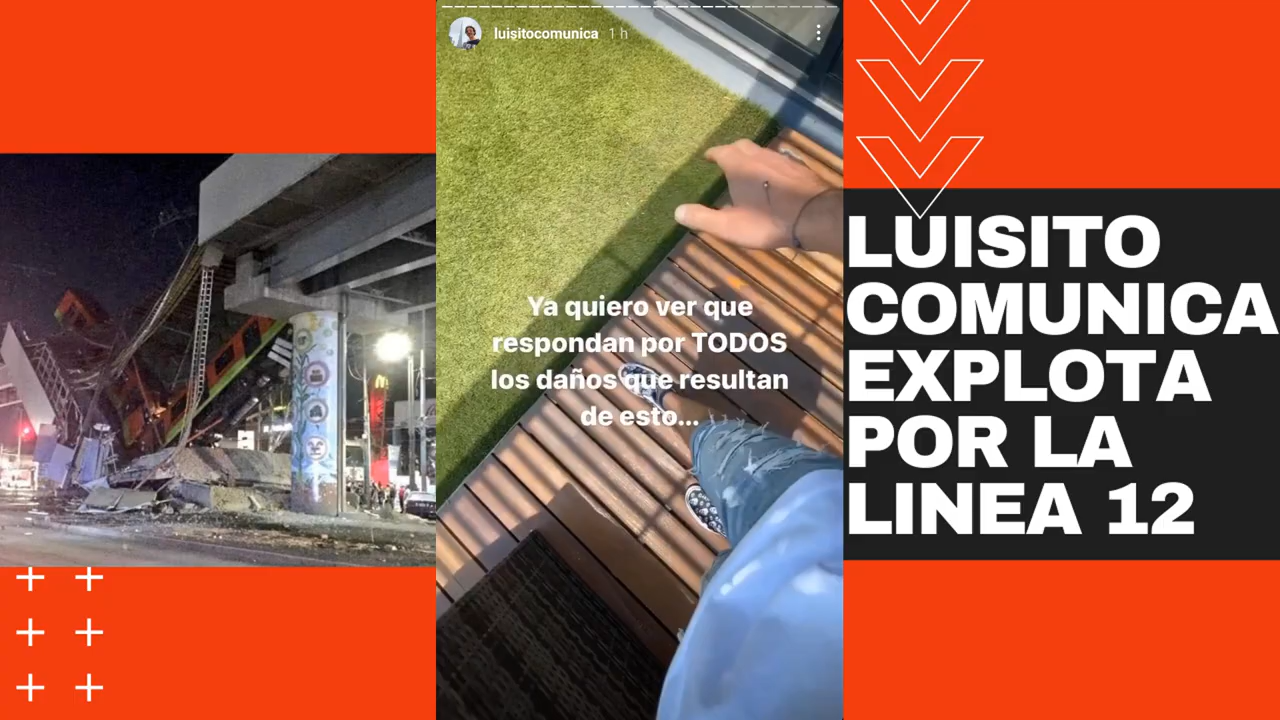 luisitocomunica 1 h
Ya quiero ver que
respondan por TODOS
los daños que resultan
de esto...
LUISITO
COMUNICA
EXPLOTA
POR LA
LINEA 12